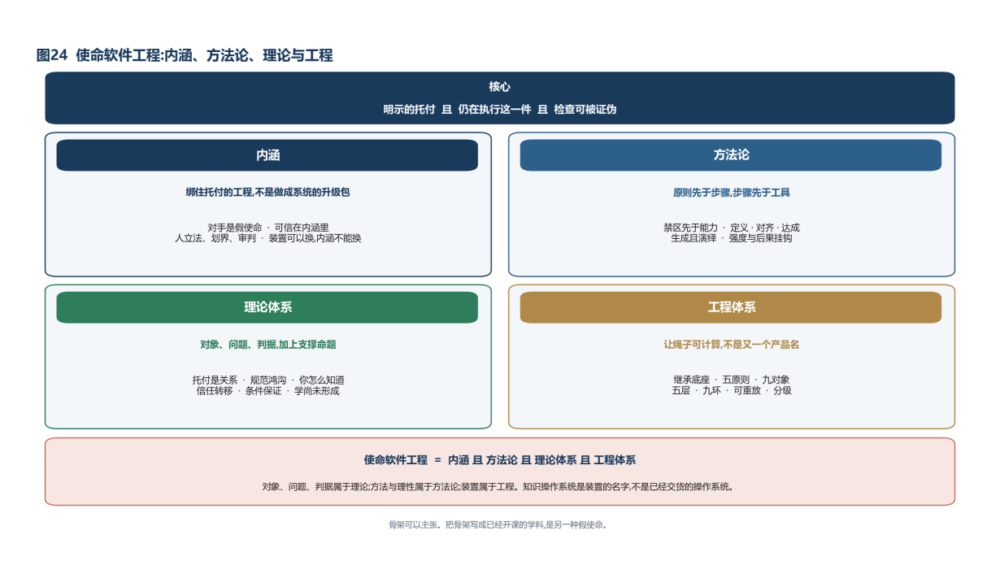 图24 使命软件工程:内涵、方法论、理论与工程
核心
明示的托付 且 仍在执行这一件 且 检查可被证伪
内涵
绑住托付的工程,不是做成系统的升级包
对手是假使命 · 可信在内涵里
人立法、划界、审判 · 装置可以换,内涵不能换
方法论
原则先于步骤,步骤先于工具
禁区先于能力 · 定义 · 对齐 · 达成
生成且演绎 · 强度与后果挂钩
理论体系
对象、问题、判据,加上支撑命题
托付是关系 · 规范鸿沟 · 你怎么知道
信任转移 · 条件保证 · 学尚未形成
工程体系
让绳子可计算,不是又一个产品名
继承底座 · 五原则 · 九对象
五层 · 九环 · 可重放 · 分级
使命软件工程 = 内涵 且 方法论 且 理论体系 且 工程体系
对象、问题、判据属于理论;方法与理性属于方法论;装置属于工程。知识操作系统是装置的名字,不是已经交货的操作系统。
骨架可以主张。把骨架写成已经开课的学科,是另一种假使命。